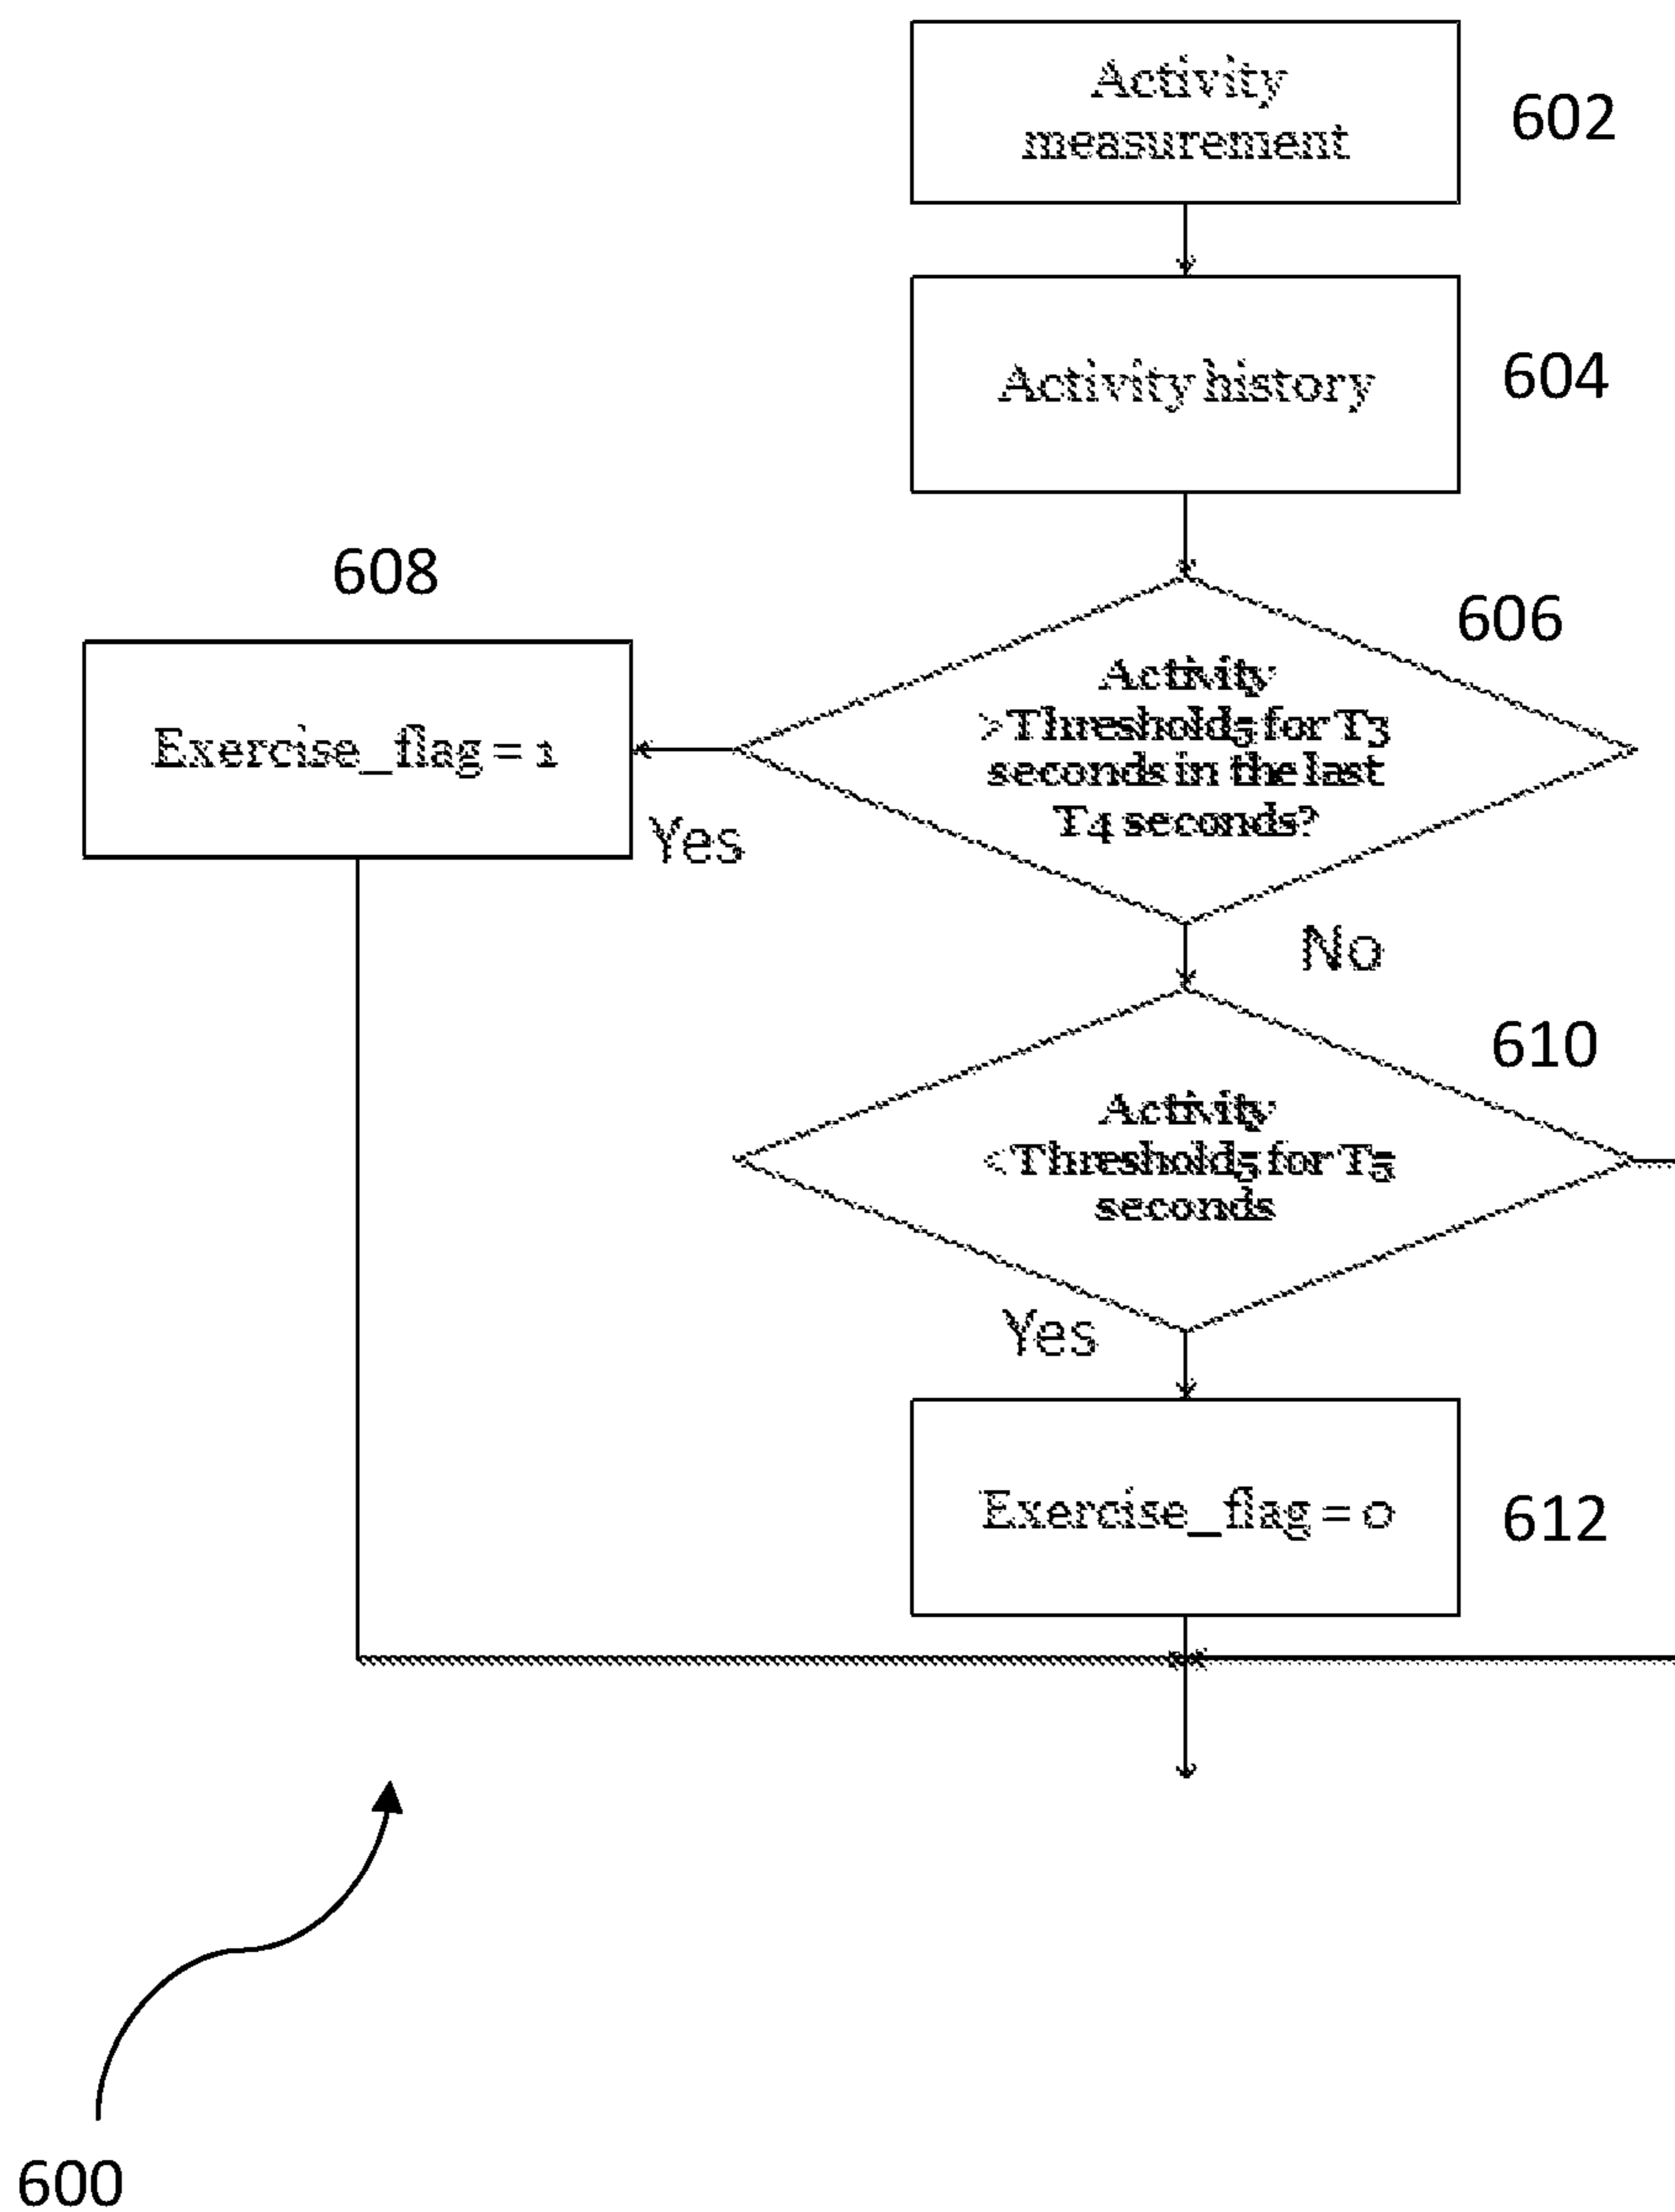 Activity
measurement
602
Activity history
604
608
606
Exercise_flag = 1
Activity
>Threshold5 for T3
seconds in the last
T4 seconds?
Yes
No
610
Activity
<Threshold5 for T5
seconds
Yes
Exercise_flag = 0
612
600